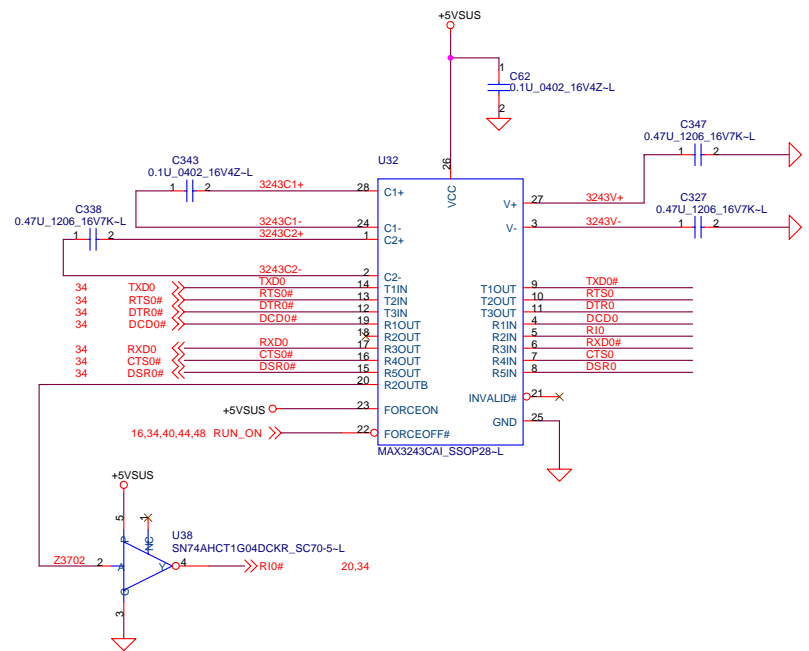 +5VSUS
1
C62
0.1U_0402_16V4Z~L
2
C347
0.47U_1206_16V7K~L
1 2
U32
26
VCC
C343
0.1U_0402_16V4Z~L
1 2
3243C1+
28 C1+
V+ 27 3243V+
C327
0.47U_1206_16V7K~L
1 2
C338
0.47U_1206_16V7K~L
1 2
3243C1-
24 C1-
V- 3 3243V-
3243C2+
1 C2+
3243C2-
2 C2-
34 TXD0 TXD0 14 T1IN T1OUT 9 TXD0#
34 RTS0# RTS0# 13 T2IN T2OUT 10 RTS0
34 DTR0# DTR0# 12 T3IN T3OUT 11 DTR0
34 DCD0# DCD0# 19 R1OUT R1IN 4 DCD0
18 R2OUT R2IN 5 RI0
34 RXD0 RXD0 17 R3OUT R3IN 6 RXD0#
34 CTS0# CTS0# 16 R4OUT R4IN 7 CTS0
34 DSR0# DSR0# 15 R5OUT R5IN 8 DSR0
20 R2OUTB
INVALID# 21
+5VSUS 23 FORCEON
GND 25
16,34,40,44,48 RUN_ON 22 FORCEOFF#
MAX3243CAI_SSOP28~L
+5VSUS
5
1
P
NC
U38
SN74AHCT1G04DCKR_SC70-5~L
Z3702 2 A Y 4 RI0# 20,34
G
3